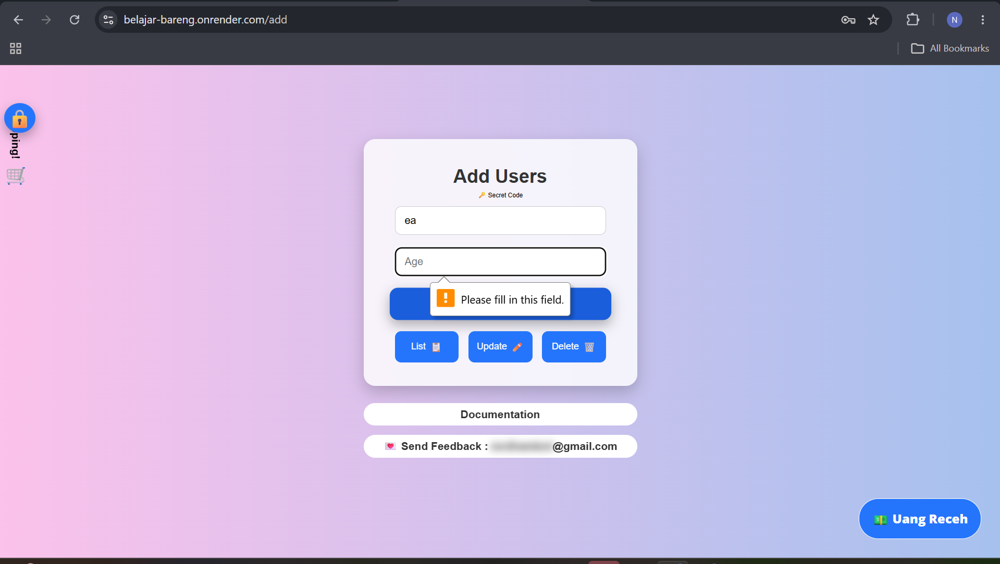 belajar-bareng.onrender.com/add
N
All Bookmarks
ping!
Add Users
Secret Code
ea
Age
Please fill in this field.
List
Update
Delete
Documentation
Send Feedback : @gmail.com
Uang Receh